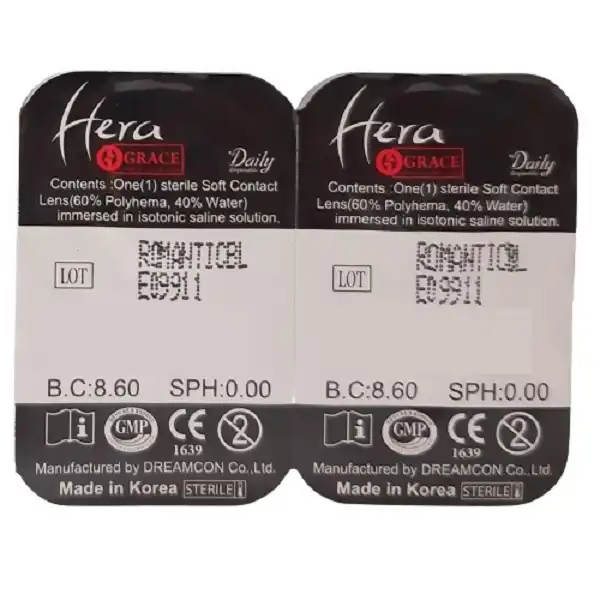 Hera
GRACE
Daily
Contents :One(1) sterile Soft Contact
Lens(60% Polyhema, 40% Water)
immersed in isotonic saline solution.
LOT
E09911
B.C:8.60 SPH:0.00
GMP
CE
1639
2
Manufactured by DREAMCON Co.,Ltd.
Made in Korea STERILE
Hera
GRACE
Daily
Contents :One(1) sterile Soft Contact
Lens(60% Polyhema, 40% Water)
immersed in isotonic saline solution.
LOT
E09911
B.C:8.60 SPH:0.00
GMP
CE
1639
2
Manufactured by DREAMCON Co.,Ltd.
Made in Korea STERILE